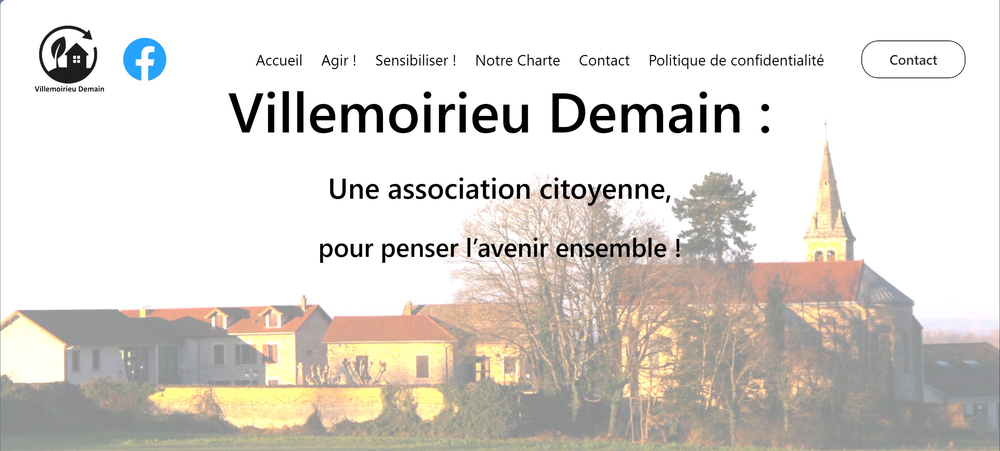 Villemoirieu Demain
Accueil Agir ! Sensibiliser ! Notre Charte Contact Politique de confidentialité Contact
Villemoirieu Demain :
Une association citoyenne,
pour penser l’avenir ensemble !